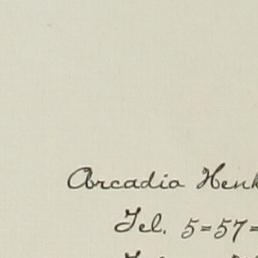 Arcadia Henk
Tel. 5=57=